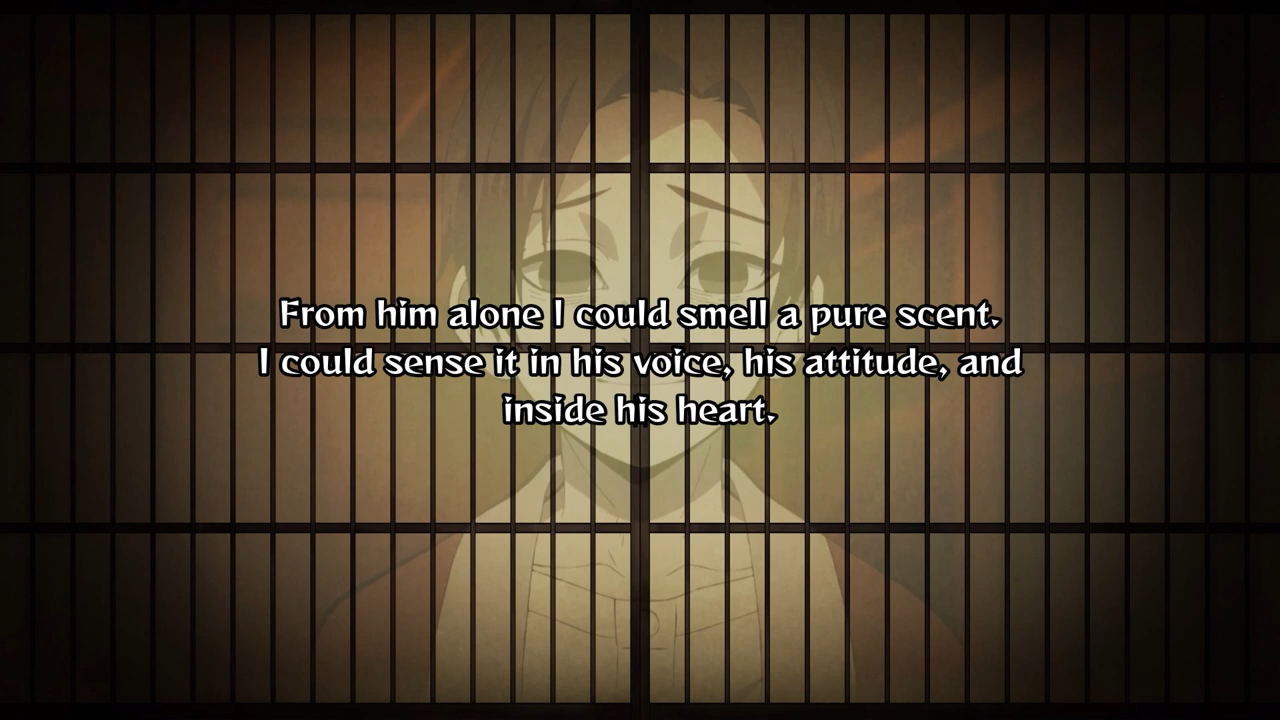 From him alone I could smell a pure scent.
I could sense it in his voice, his attitude, and
inside his heart.